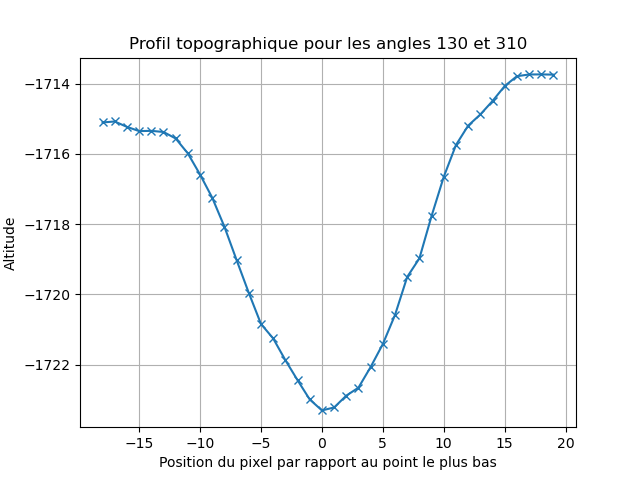 Profil topographique pour les angles 130 et 310
Altitude
−1714
−1716
−1718
−1720
−1722
−15 −10 −5 0 5 10 15 20
Position du pixel par rapport au point le plus bas